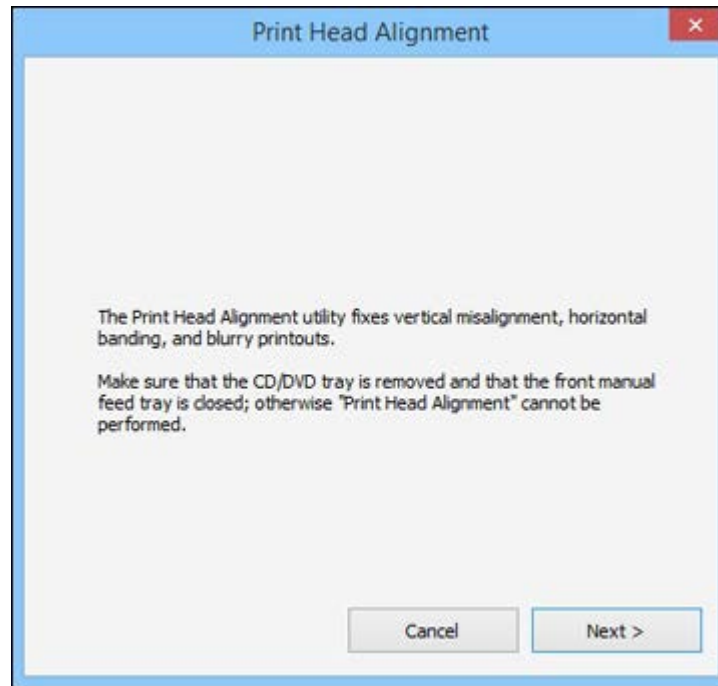 Print Head Alignment
The Print Head Alignment utility fixes vertical misalignment, horizontal
banding, and blurry printouts.
Make sure that the CD/DVD tray is removed and that the front manual
feed tray is closed; otherwise "Print Head Alignment" cannot be
performed.
Cancel
Next >